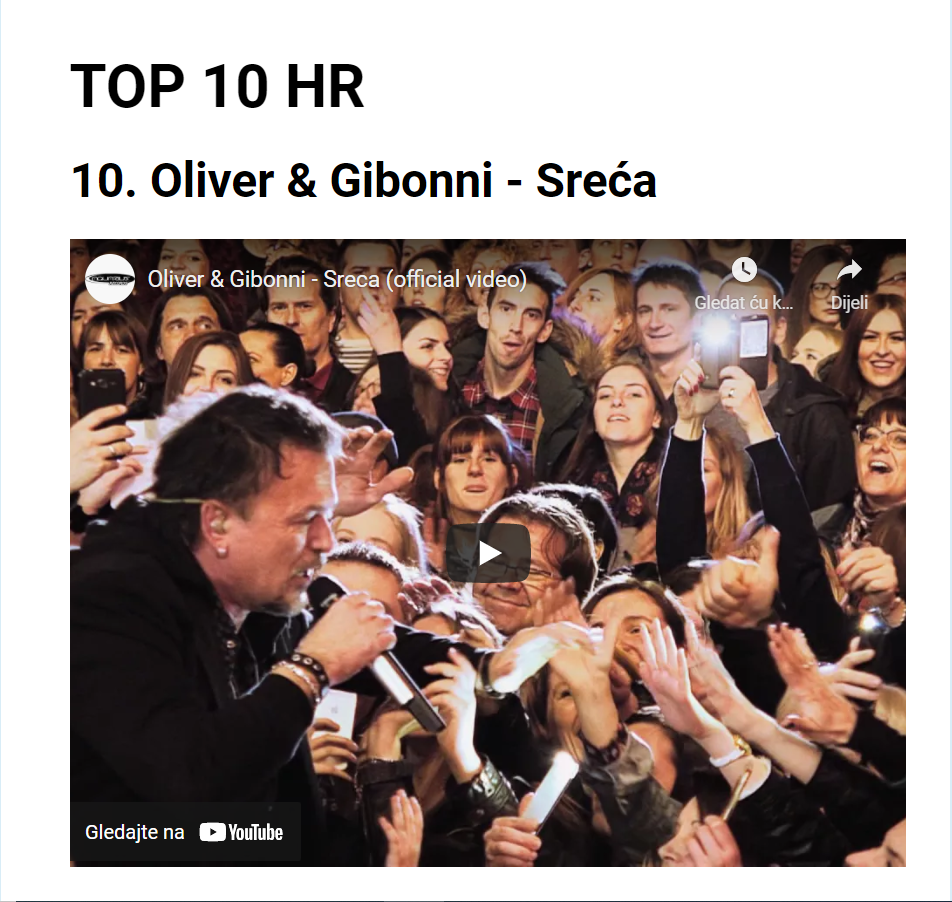 TOP 10 HR
10. Oliver & Gibonni - Sreća
Oliver & Gibonni - Sreca (official video)
Gledat ću k...
Dijeli
Gledajte na YouTube